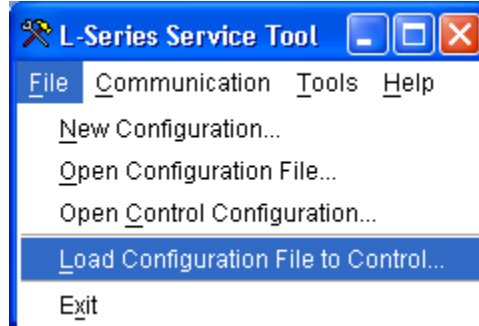 L-Series Service Tool
File Communication Tools Help
New Configuration...
Open Configuration File...
Open Control Configuration...
Load Configuration File to Control...
Exit